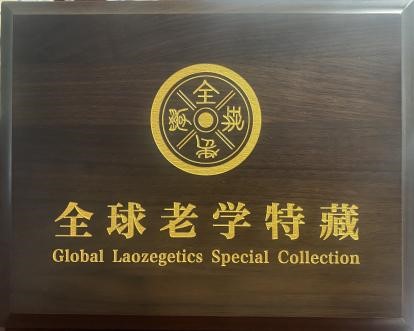 全球老学特藏
Global Laozegetics Special Collection